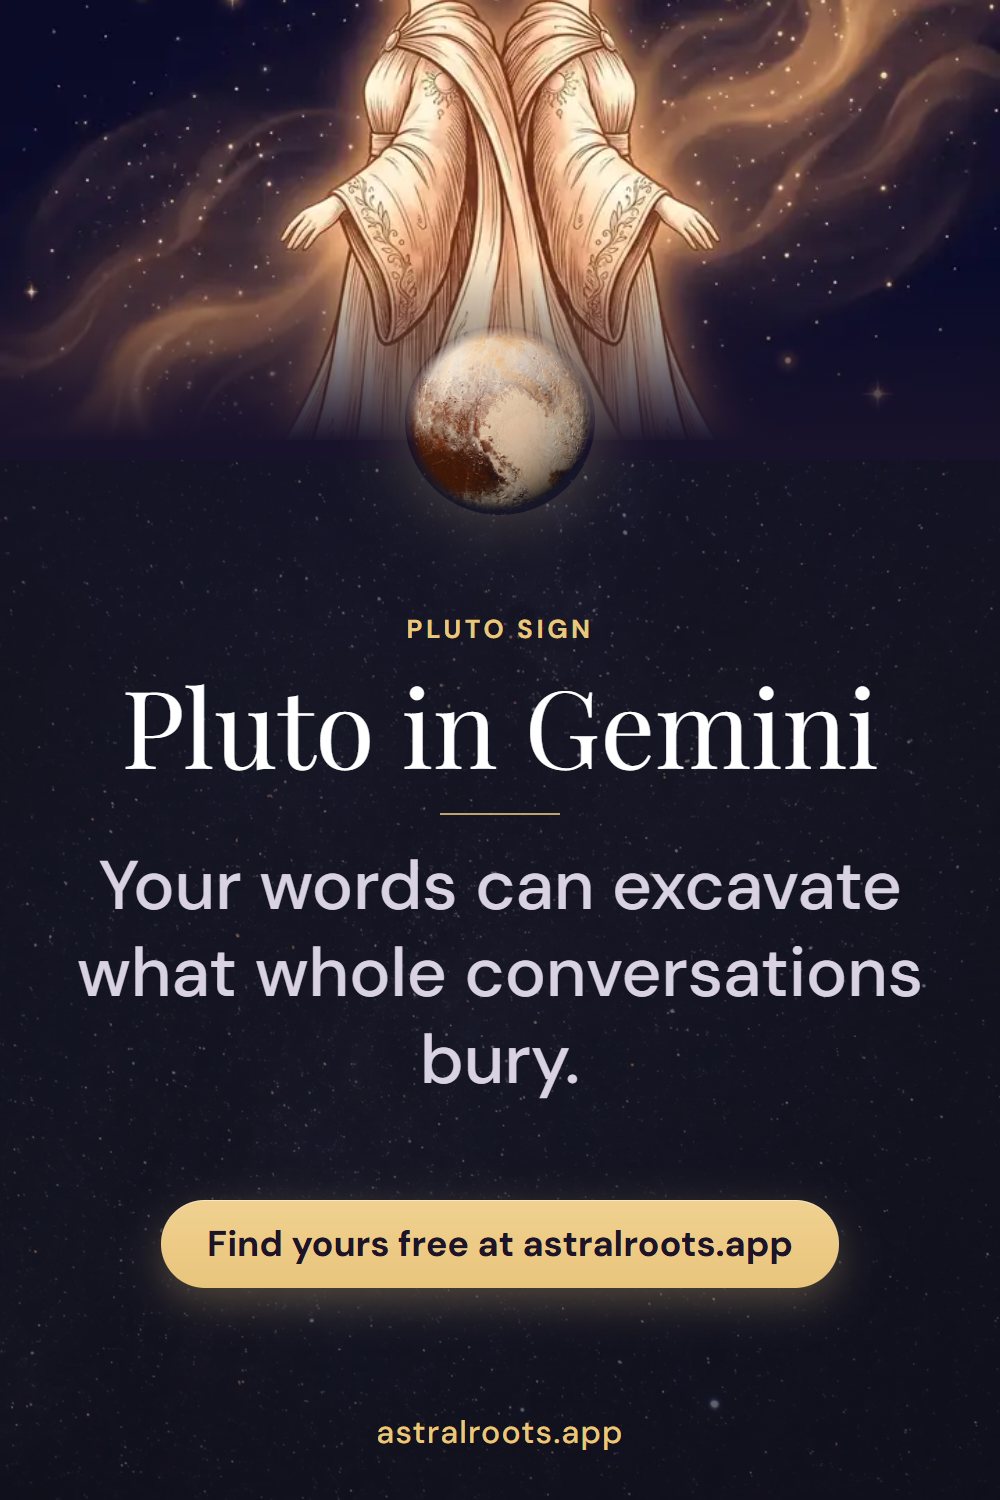 PLUTO SIGN
Pluto in Gemini
Your words can excavate
what whole conversations
bury.
Find yours free at astralroots.app
astralroots.app